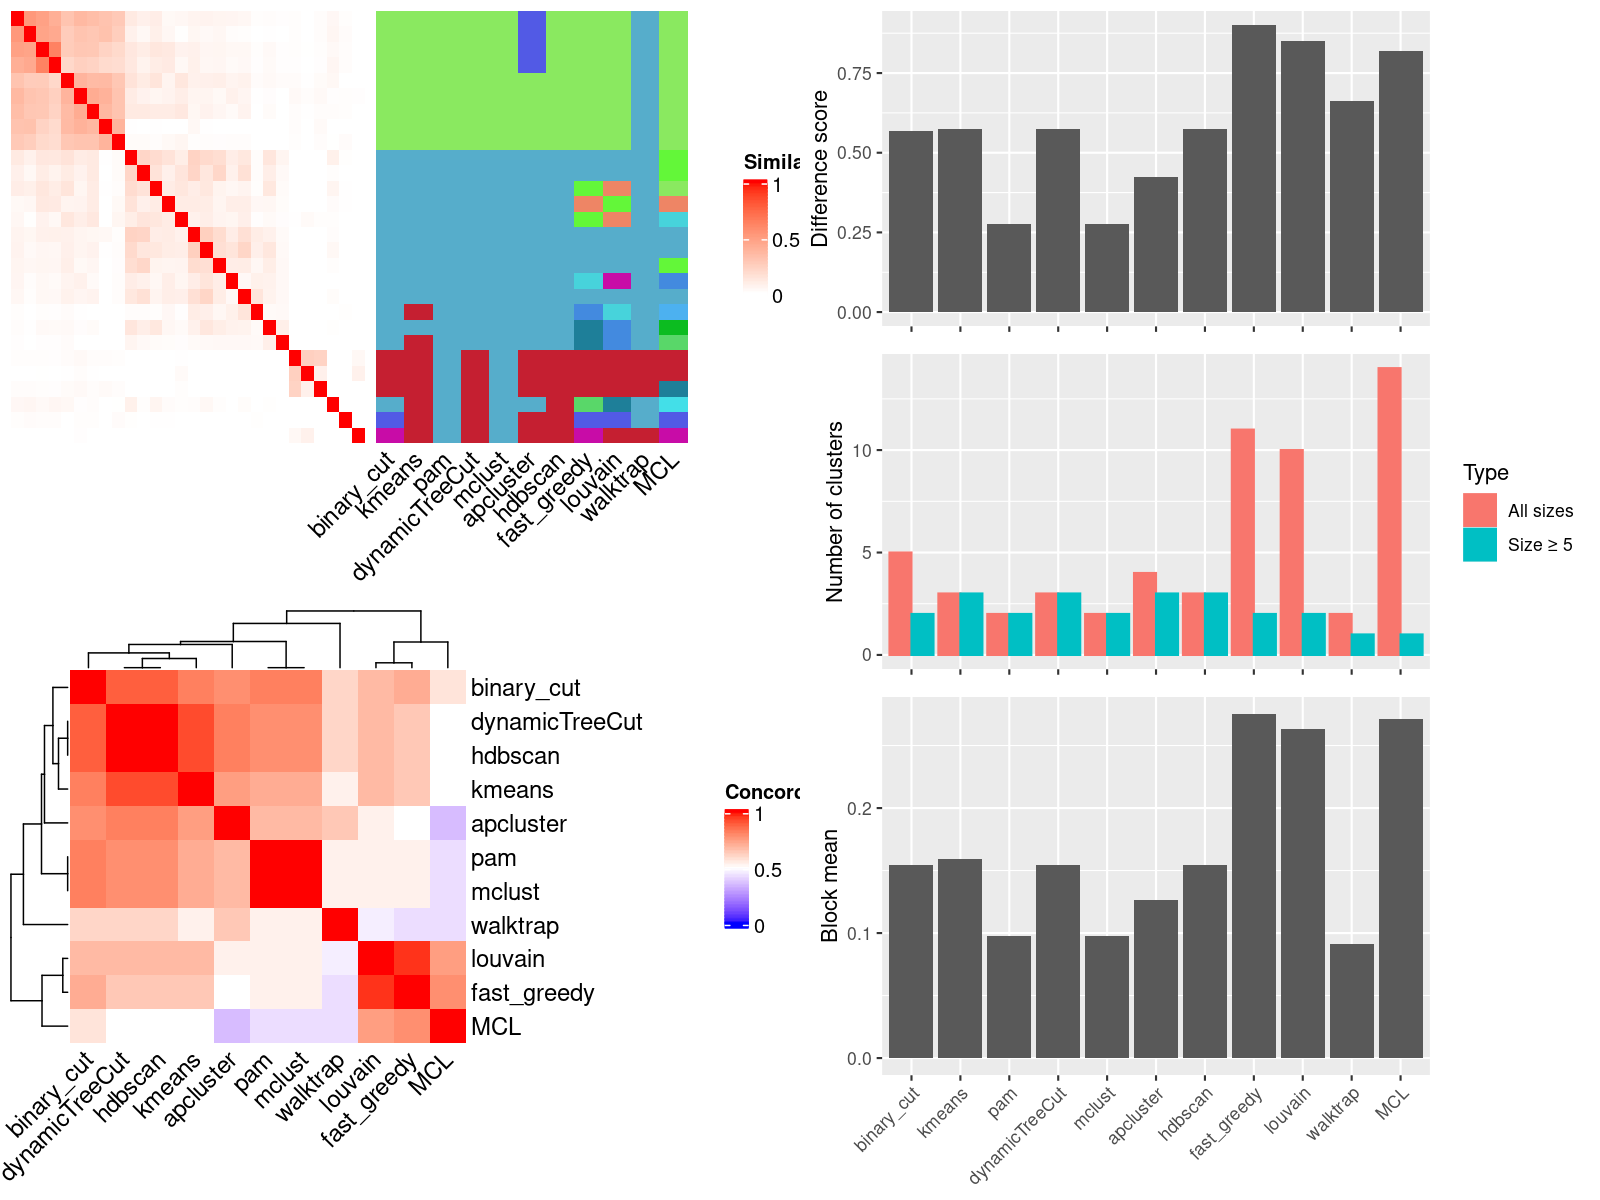 Simila
1
0.5
0
binary_cut
kmeans
pam
dynamicTreeCut
mclust
apcluster
hdbscan
fast_greedy
louvain
walktrap
MCL
binary_cut
dynamicTreeCut
hdbscan
kmeans
apcluster
pam
mclust
walktrap
louvain
fast_greedy
MCL
Concord
1
0.5
0
binary_cut
dynamicTreeCut
hdbscan
kmeans
apcluster
pam
mclust
walktrap
louvain
fast_greedy
MCL
Difference score
0.75
0.50
0.25
0.00
Number of clusters
10
5
0
Type
All sizes
Size ≥ 5
Block mean
0.2
0.1
0.0
binary_cut
kmeans
pam
dynamicTreeCut
mclust
apcluster
hdbscan
fast_greedy
louvain
walktrap
MCL